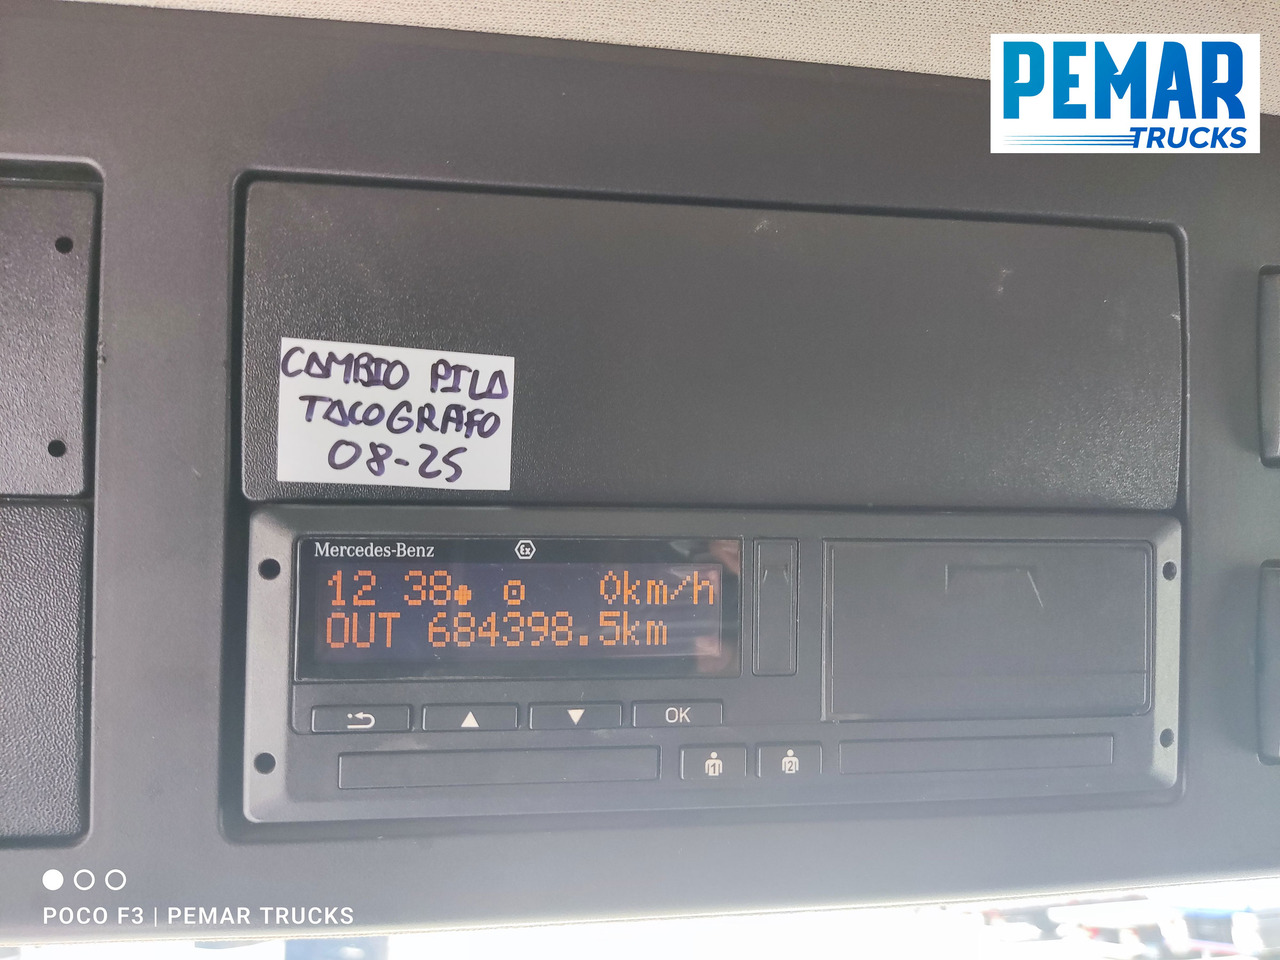 PEMAR
TRUCKS
CAMBIO PILA
TACOGRAFO
08-25
Mercedes-Benz
Ex
12 38 0km/h
OUT 684398.5km
OK
1 2
POCO F3 | PEMAR TRUCKS